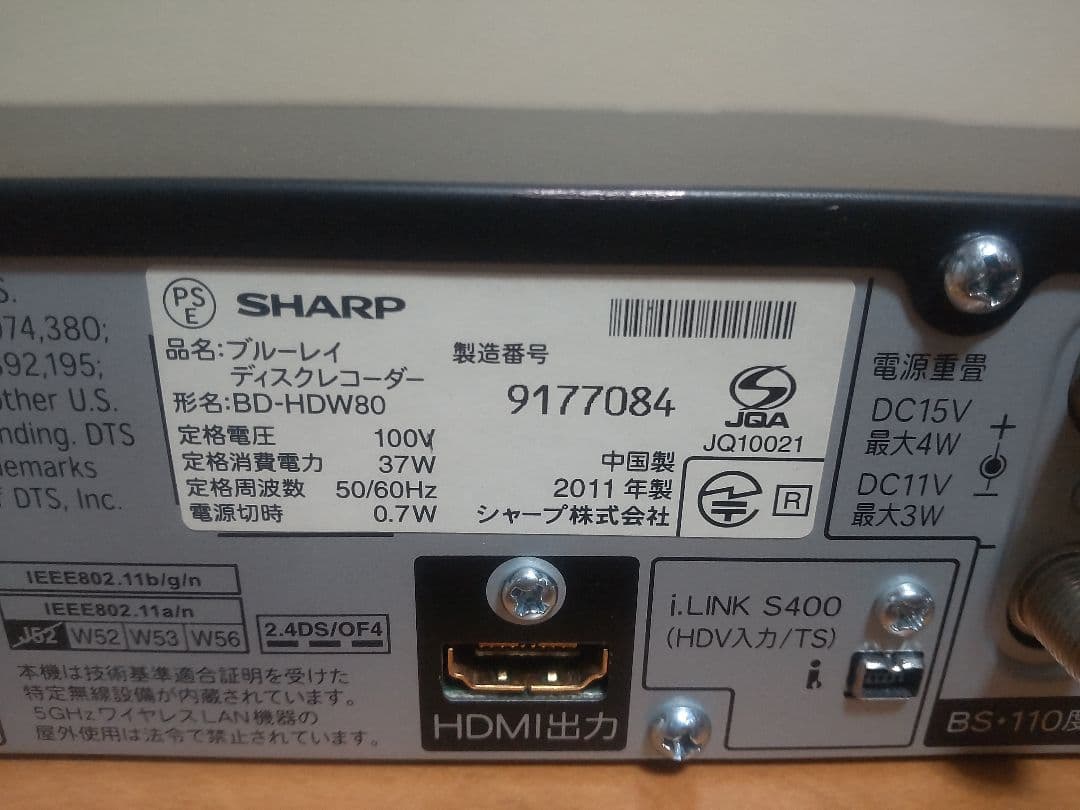 S.
074,380;
other U.S.
nding. DTS
emarks
f DTS, Inc.
PS
E
SHARP
品名:ブルーレイ
ディスクレコーダー
形名:BD-HDW80
定格電圧 100V
定格消費電力 37W
定格周波数 50/60Hz
電源切時 0.7W
製造番号
9177084
中国製
2011 年製
シャープ株式会社
JQA
JQ10021
R
電源重畳
DC15V
最大4W
DC11V
最大3W
+
−
IEEE802.11b/g/n
IEEE802.11a/n
J52 W52 W53 W56
2.4DS/OF4
本機は技術基準適合証明を受けた
特定無線設備が内蔵されています。
5GHzワイヤレスLAN機器の
屋外使用は法令で禁止されています。
HDMI出力
i.LINK S400
(HDV入力/TS)
i
BS・110度